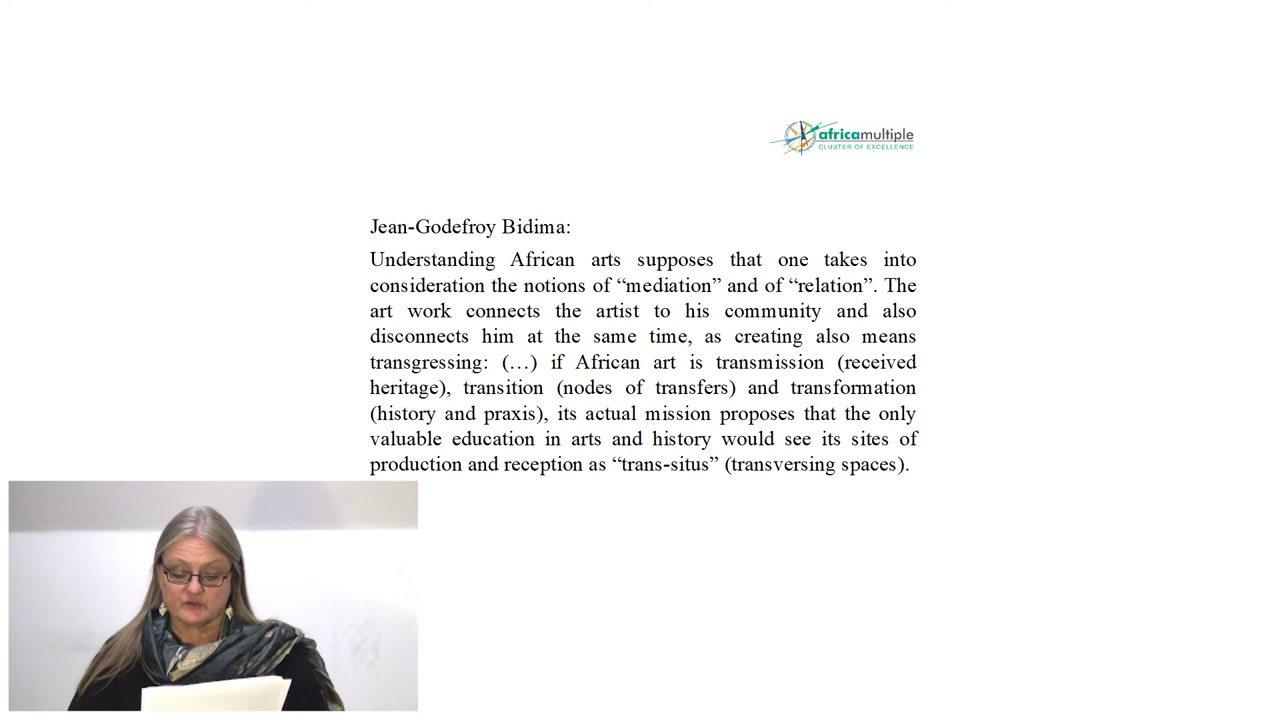 africamultiple
CLUSTER OF EXCELLENCE
Jean-Godefroy Bidima:
Understanding African arts supposes that one takes into
consideration the notions of “mediation” and of “relation”. The
art work connects the artist to his community and also
disconnects him at the same time, as creating also means
transgressing: (…) if African art is transmission (received
heritage), transition (nodes of transfers) and transformation
(history and praxis), its actual mission proposes that the only
valuable education in arts and history would see its sites of
production and reception as “trans-situs” (transversing spaces).